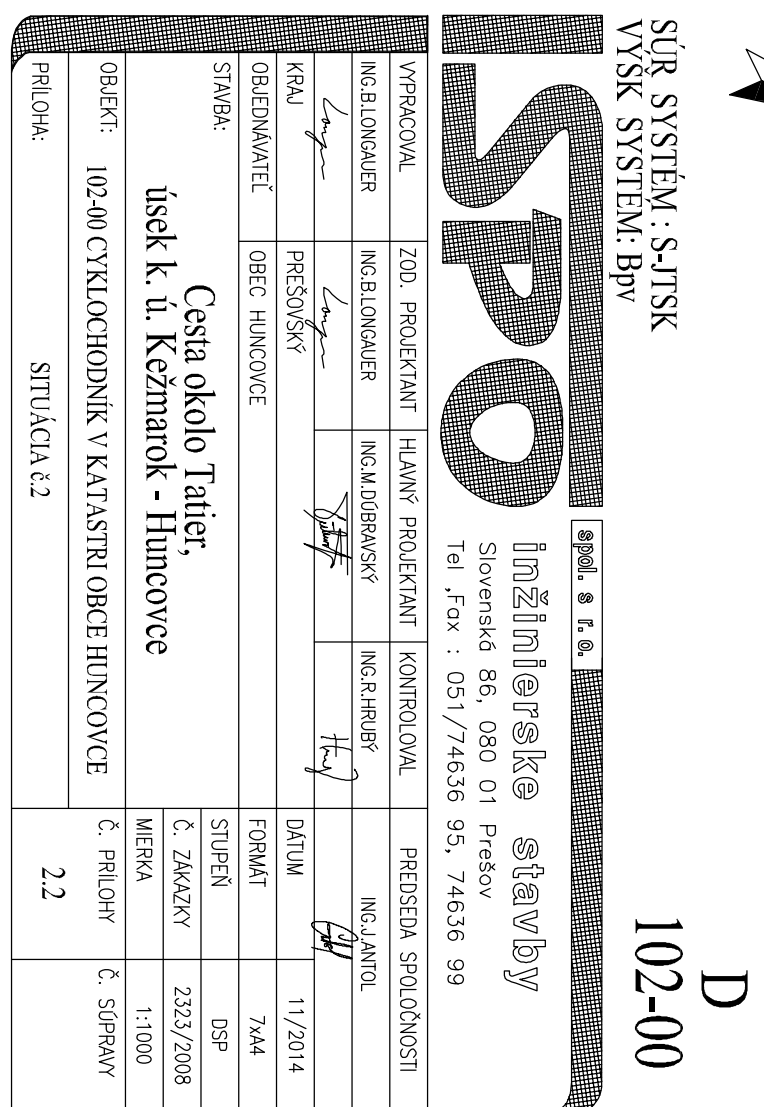 SÚR SYSTÉM : S-JTSK
VÝŠK SYSTÉM: Bpv
D
102-00
ISPO
spol. s r. o.
inžinierske stavby
Slovenská 86, 080 01 Prešov
Tel ,Fax : 051/74636 95, 74636 99
VYPRACOVAL ZOD. PROJEKTANT HLAVNÝ PROJEKTANT KONTROLOVAL PREDSEDA SPOLOČNOSTI
ING.B.LONGAUER ING.B.LONGAUER ING.M.DÚBRAVSKÝ ING.R.HRUBÝ ING.J.ANTOL
KRAJ PREŠOVSKÝ DÁTUM 11/2014
OBJEDNÁVATEĽ OBEC HUNCOVCE FORMÁT 7xA4
STAVBA: STUPEŇ DSP
Cesta okolo Tatier, Č. ZÁKAZKY 2323/2008
úsek k. ú. Kežmarok - Huncovce MIERKA 1:1000
OBJEKT: 102-00 CYKLOCHODNÍK V KATASTRI OBCE HUNCOVCE Č. PRÍLOHY Č. SÚPRAVY
PRÍLOHA: SITUÁCIA č.2 2.2